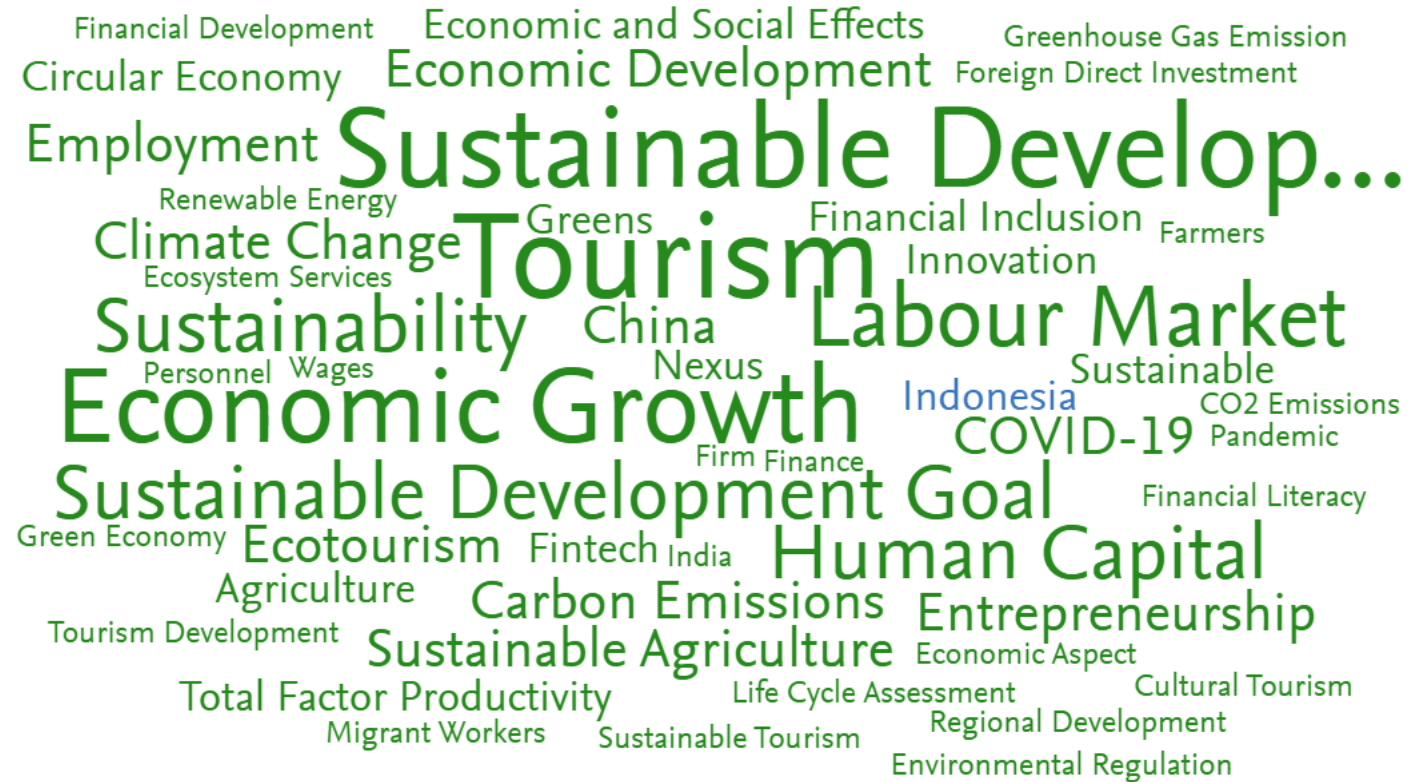 Financial Development
Economic and Social Effects
Greenhouse Gas Emission
Circular Economy
Economic Development
Foreign Direct Investment
Employment
Sustainable Develop...
Renewable Energy
Greens
Financial Inclusion
Farmers
Climate Change
Tourism
Innovation
Ecosystem Services
Sustainability
China
Labour Market
Personnel
Wages
Nexus
Sustainable
Economic Growth
Indonesia
CO2 Emissions
COVID-19
Pandemic
Firm
Finance
Sustainable Development Goal
Financial Literacy
Green Economy
Ecotourism
Fintech
India
Human Capital
Agriculture
Carbon Emissions
Entrepreneurship
Tourism Development
Sustainable Agriculture
Economic Aspect
Total Factor Productivity
Life Cycle Assessment
Cultural Tourism
Migrant Workers
Sustainable Tourism
Regional Development
Environmental Regulation